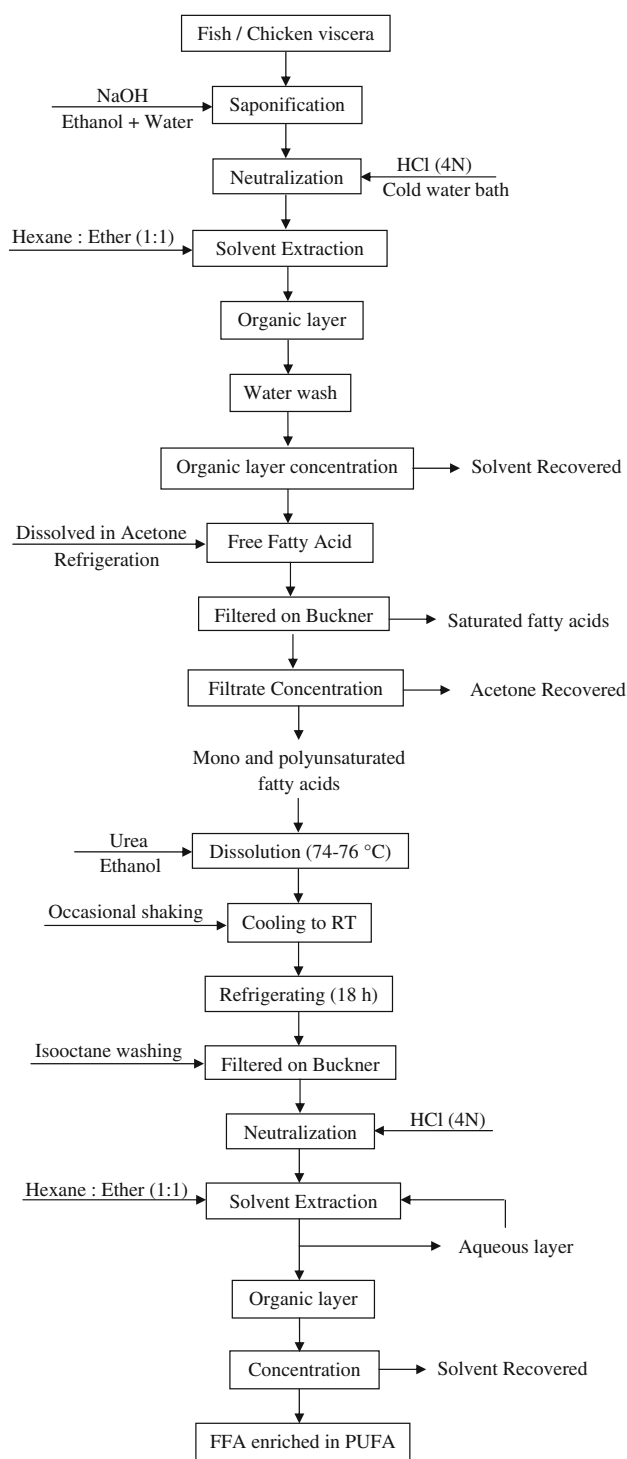 Fish / Chicken viscera
NaOH
Ethanol + Water
Saponification
Neutralization
HCl (4N)
Cold water bath
Hexane : Ether (1:1)
Solvent Extraction
Organic layer
Water wash
Organic layer concentration
Solvent Recovered
Dissolved in Acetone
Refrigeration
Free Fatty Acid
Filtered on Buckner
Saturated fatty acids
Filtrate Concentration
Acetone Recovered
Mono and polyunsaturated
fatty acids
Urea
Ethanol
Dissolution (74-76 °C)
Occasional shaking
Cooling to RT
Refrigerating (18 h)
Isooctane washing
Filtered on Buckner
Neutralization
HCl (4N)
Hexane : Ether (1:1)
Solvent Extraction
Aqueous layer
Organic layer
Concentration
Solvent Recovered
FFA enriched in PUFA